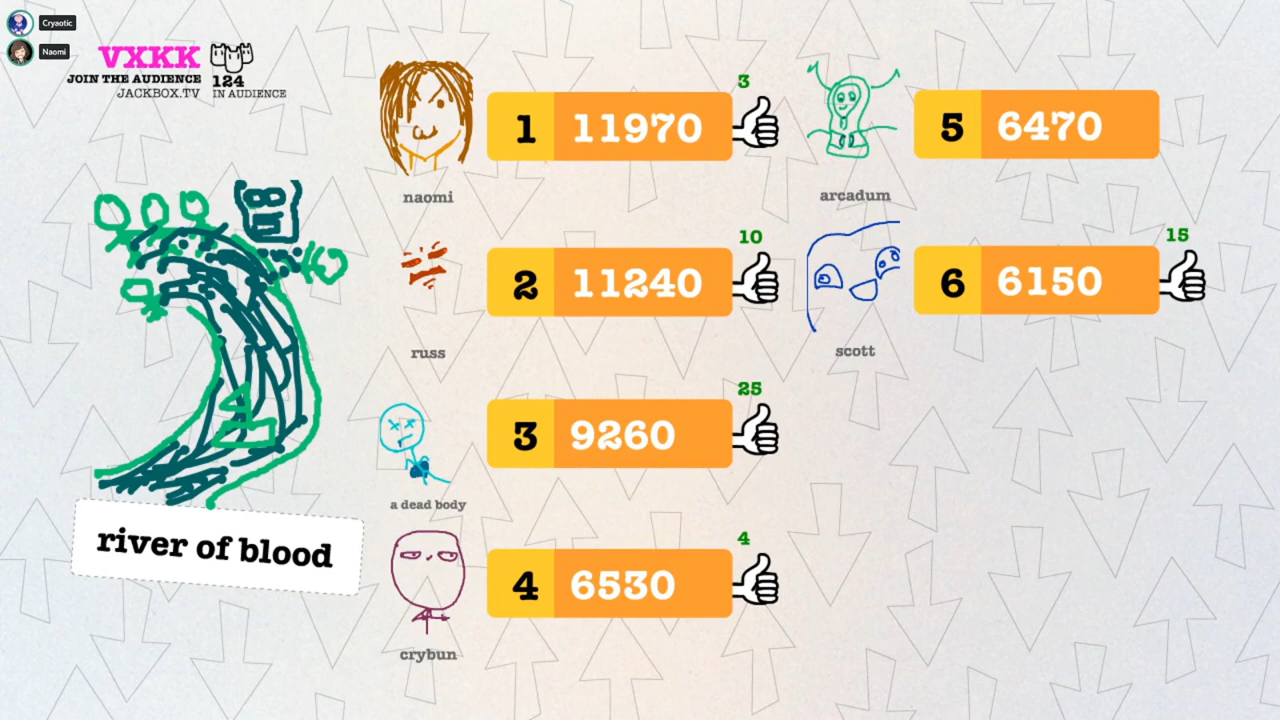 Cryaotic
Naomi
VXKK
JOIN THE AUDIENCE
JACKBOX.TV
124
IN AUDIENCE
river of blood
1 11970 3
naomi
2 11240 10
russ
3 9260 25
a dead body
4 6530 4
crybun
5 6470
arcadum
6 6150 15
scott